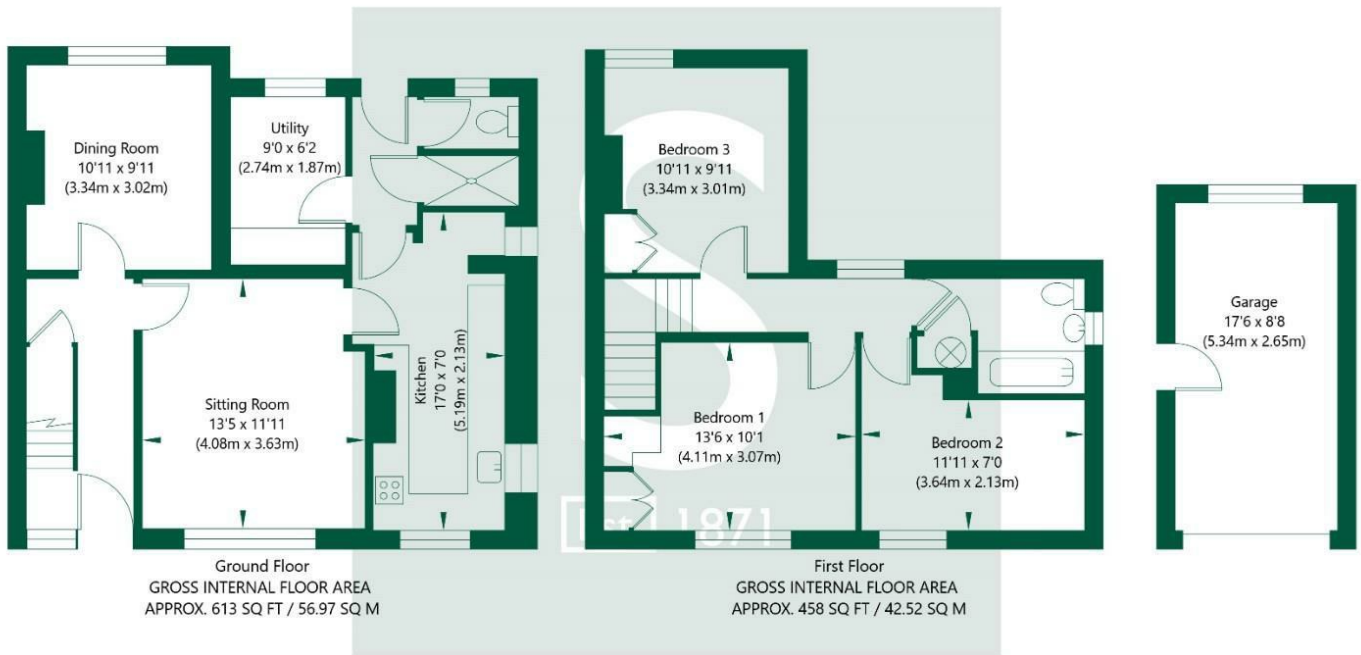 Dining Room
10'11 x 9'11
(3.34m x 3.02m)
Utility
9'0 x 6'2
(2.74m x 1.87m)
Sitting Room
13'5 x 11'11
(4.08m x 3.63m)
Kitchen
17'0 x 7'0
(5.19m x 2.13m)
Ground Floor
GROSS INTERNAL FLOOR AREA
APPROX. 613 SQ FT / 56.97 SQ M
Bedroom 3
10'11 x 9'11
(3.34m x 3.01m)
Bedroom 1
13'6 x 10'1
(4.11m x 3.07m)
Bedroom 2
11'11 x 7'0
(3.64m x 2.13m)
S
Est 1871
First Floor
GROSS INTERNAL FLOOR AREA
APPROX. 458 SQ FT / 42.52 SQ M
Garage
17'6 x 8'8
(5.34m x 2.65m)